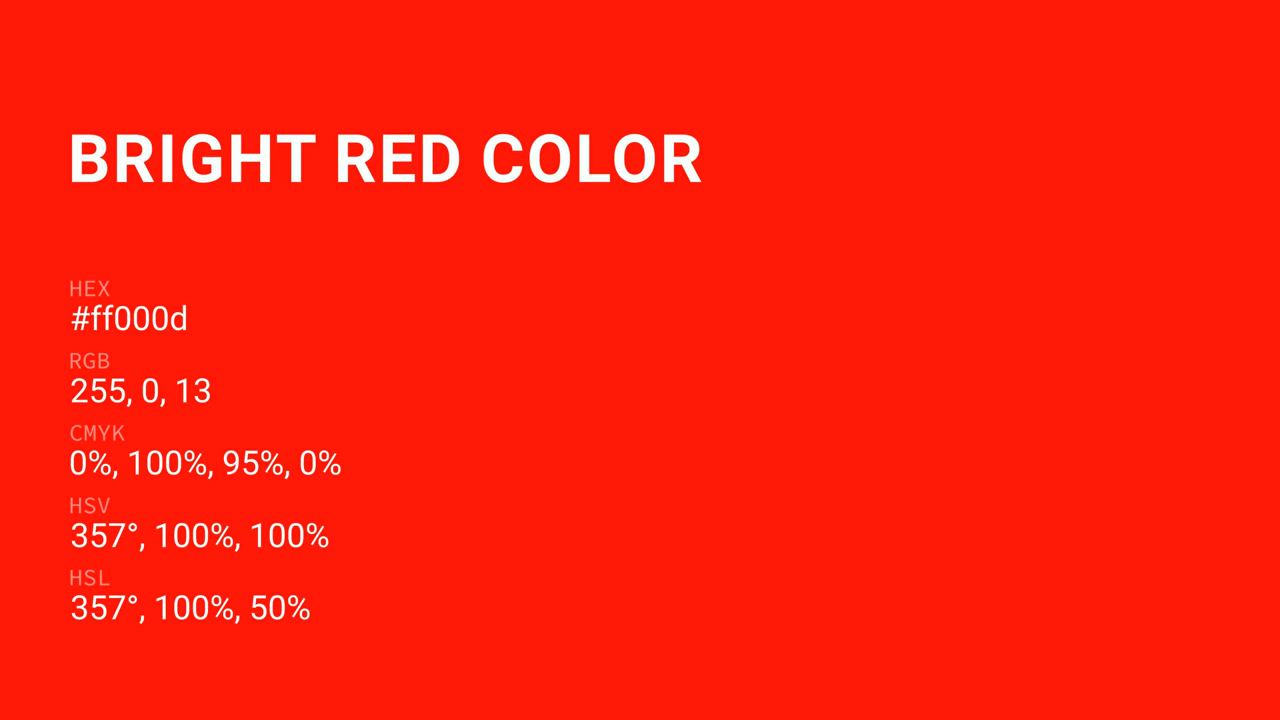 BRIGHT RED COLOR
HEX
#ff000d
RGB
255, 0, 13
CMYK
0%, 100%, 95%, 0%
HSV
357°, 100%, 100%
HSL
357°, 100%, 50%